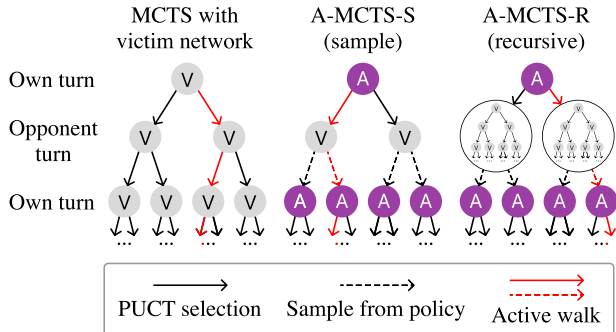 MCTS with
victim network
A-MCTS-S
(sample)
A-MCTS-R
(recursive)
Own turn
V
A
A
Opponent
turn
V V
V V
V
V V
V V V V
...
V
V V
V V V V
...
Own turn
V V V V
A A A A
A A A A
... ... ... ...
... ... ... ...
... ... ... ...
PUCT selection
Sample from policy
Active walk